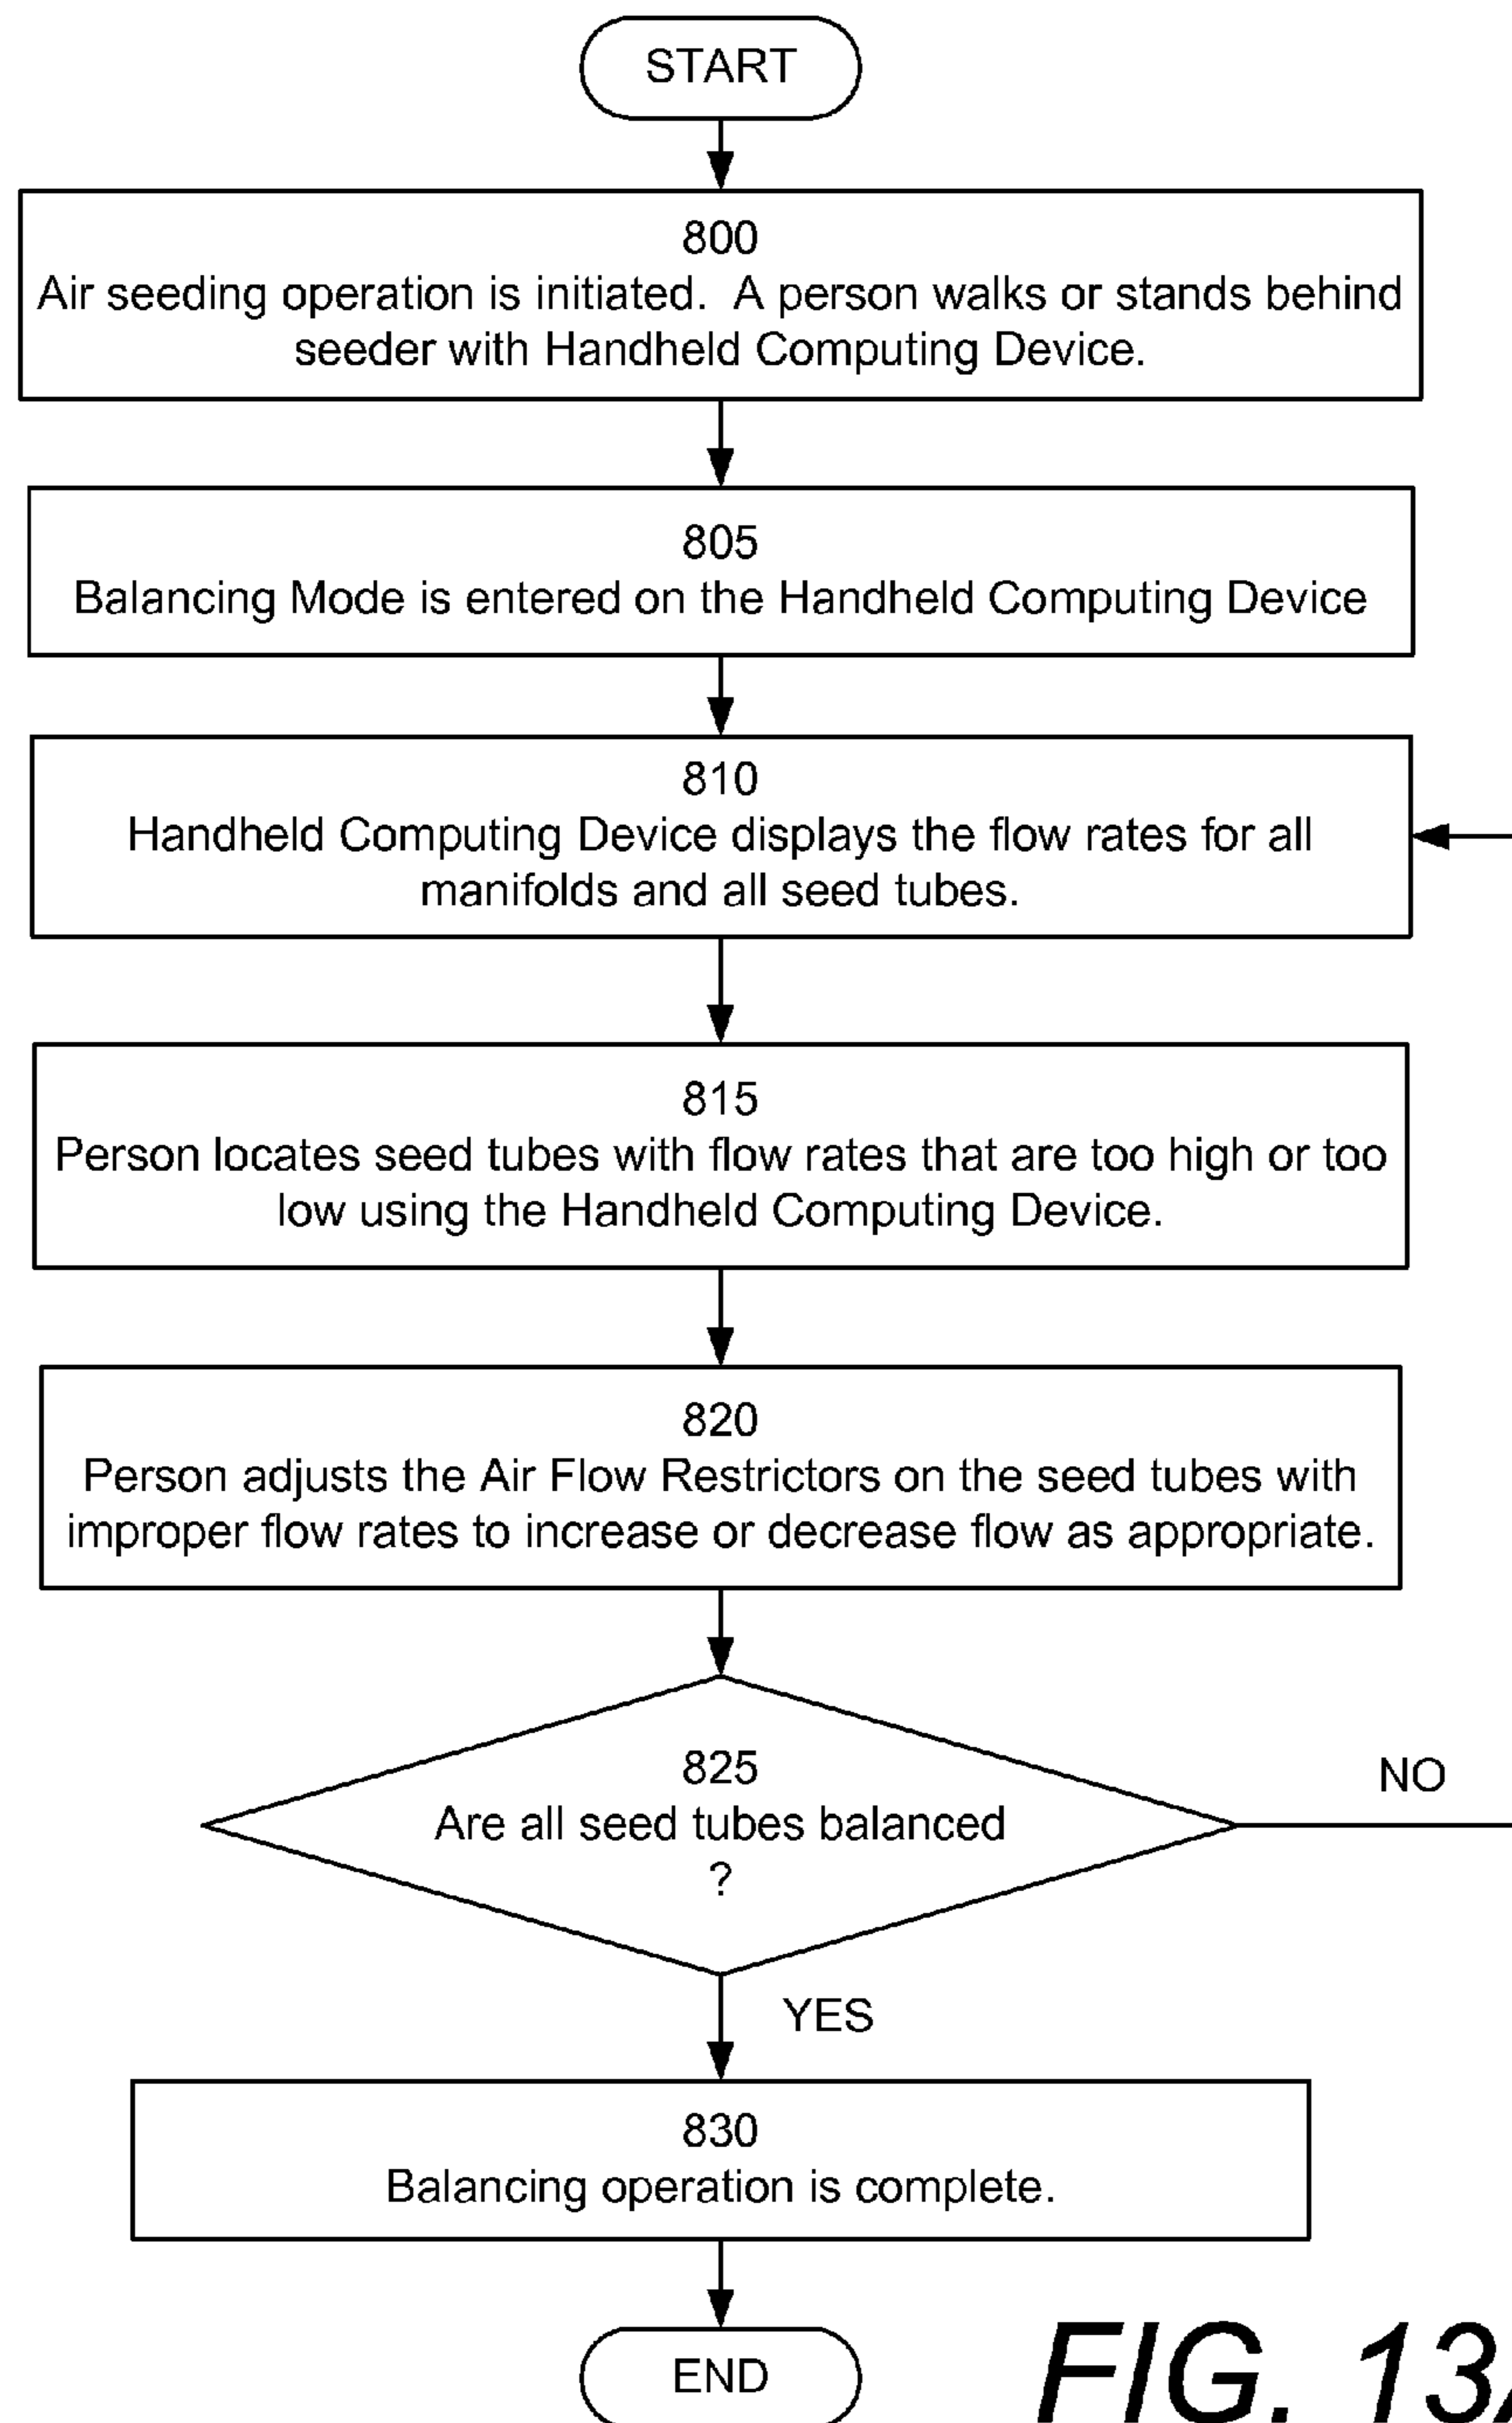 START
800
Air seeding operation is initiated. A person walks or stands behind
seeder with Handheld Computing Device.
805
Balancing Mode is entered on the Handheld Computing Device
810
Handheld Computing Device displays the flow rates for all
manifolds and all seed tubes.
815
Person locates seed tubes with flow rates that are too high or too
low using the Handheld Computing Device.
820
Person adjusts the Air Flow Restrictors on the seed tubes with
improper flow rates to increase or decrease flow as appropriate.
825
Are all seed tubes balanced
?
NO
YES
830
Balancing operation is complete.
END
FIG. 13